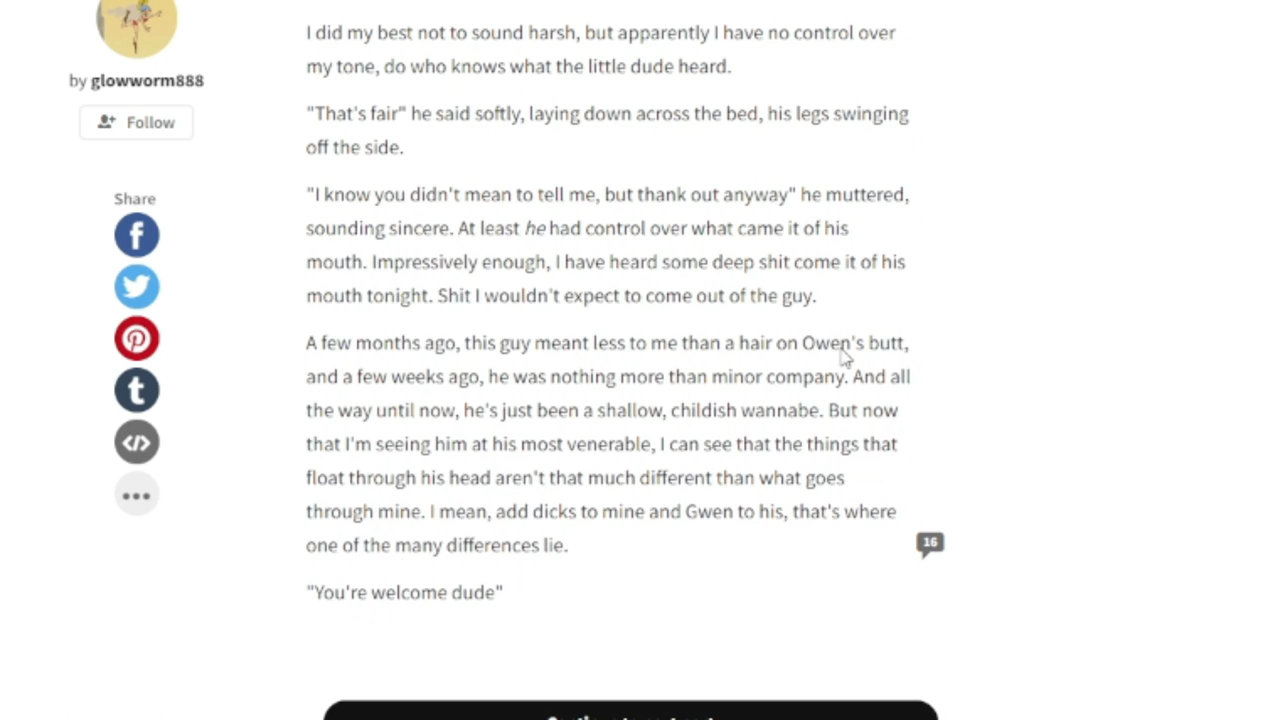 I did my best not to sound harsh, but apparently I have no control over
my tone, do who knows what the little dude heard.
by glowworm888
Follow
"That's fair" he said softly, laying down across the bed, his legs swinging
off the side.
Share
"I know you didn't mean to tell me, but thank out anyway" he muttered,
sounding sincere. At least he had control over what came it of his
mouth. Impressively enough, I have heard some deep shit come it of his
mouth tonight. Shit I wouldn't expect to come out of the guy.
A few months ago, this guy meant less to me than a hair on Owen's butt,
and a few weeks ago, he was nothing more than minor company. And all
the way until now, he's just been a shallow, childish wannabe. But now
that I'm seeing him at his most venerable, I can see that the things that
float through his head aren't that much different than what goes
through mine. I mean, add dicks to mine and Gwen to his, that's where
one of the many differences lie.
16
"You're welcome dude"